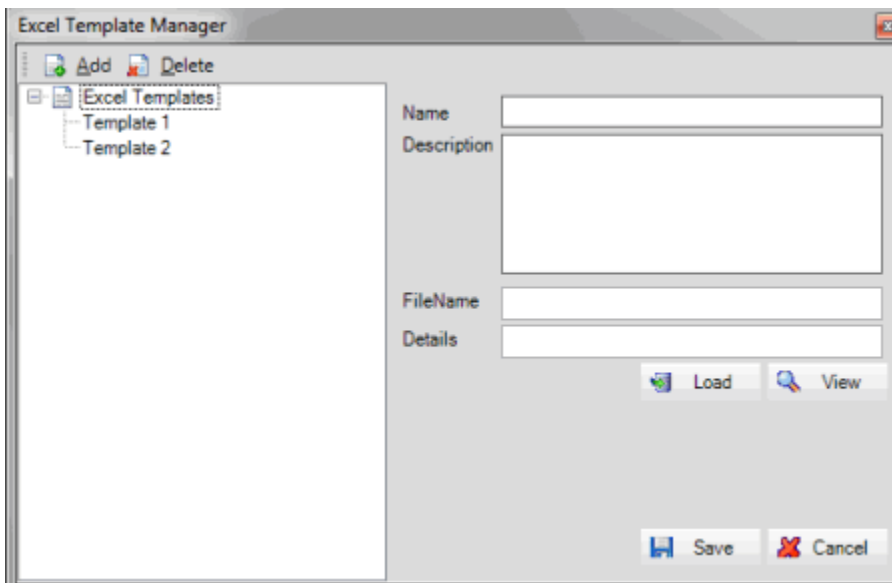 Excel Template Manager
Add Delete
Excel Templates
Template 1
Template 2
Name
Description
FileName
Details
Load View
Save Cancel